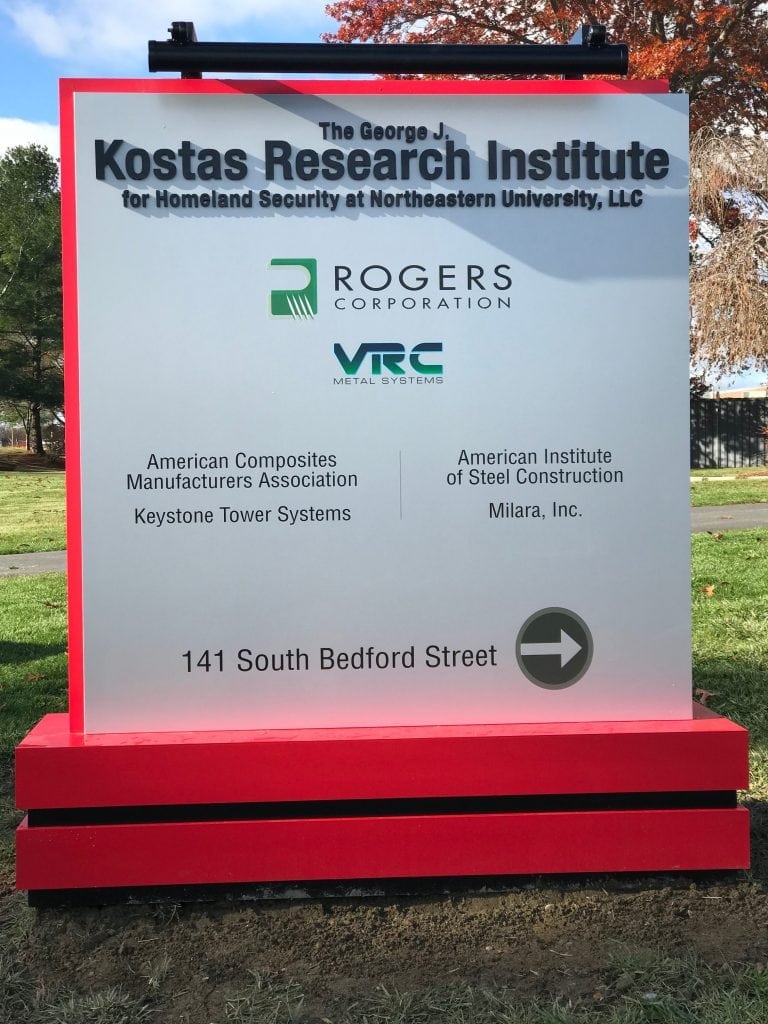 The George J.
Kostas Research Institute
for Homeland Security at Northeastern University, LLC
ROGERS
CORPORATION
VRC
METAL SYSTEMS
American Composites
Manufacturers Association
Keystone Tower Systems
American Institute
of Steel Construction
Milara, Inc.
141 South Bedford Street